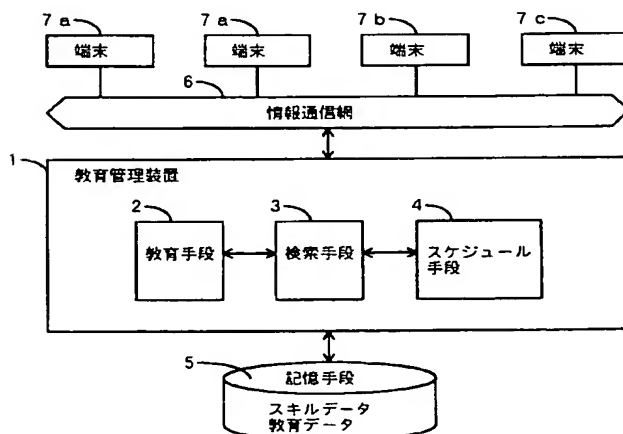 7a 7a 7b 7c
端末 端末 端末 端末
6
情報通信網
1
教育管理装置
2 3 4
教育手段 検索手段 スケジュール
手段
5
記憶手段
スキルデータ
教育データ